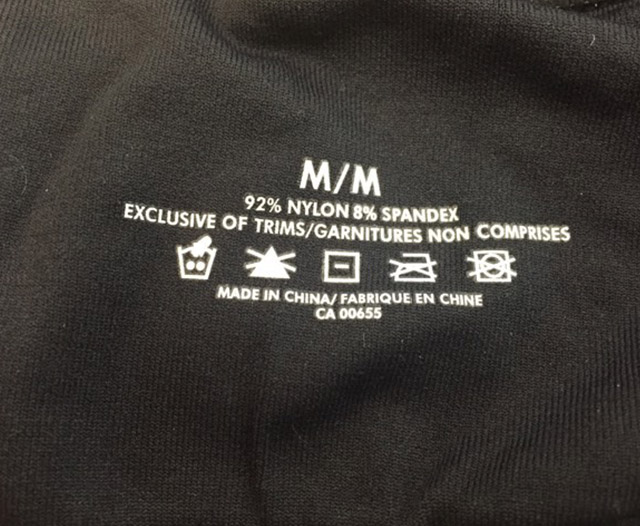 M/M
92% NYLON 8% SPANDEX
EXCLUSIVE OF TRIMS/GARNITURES NON COMPRISES
MADE IN CHINA/ FABRIQUE EN CHINE
CA 00655